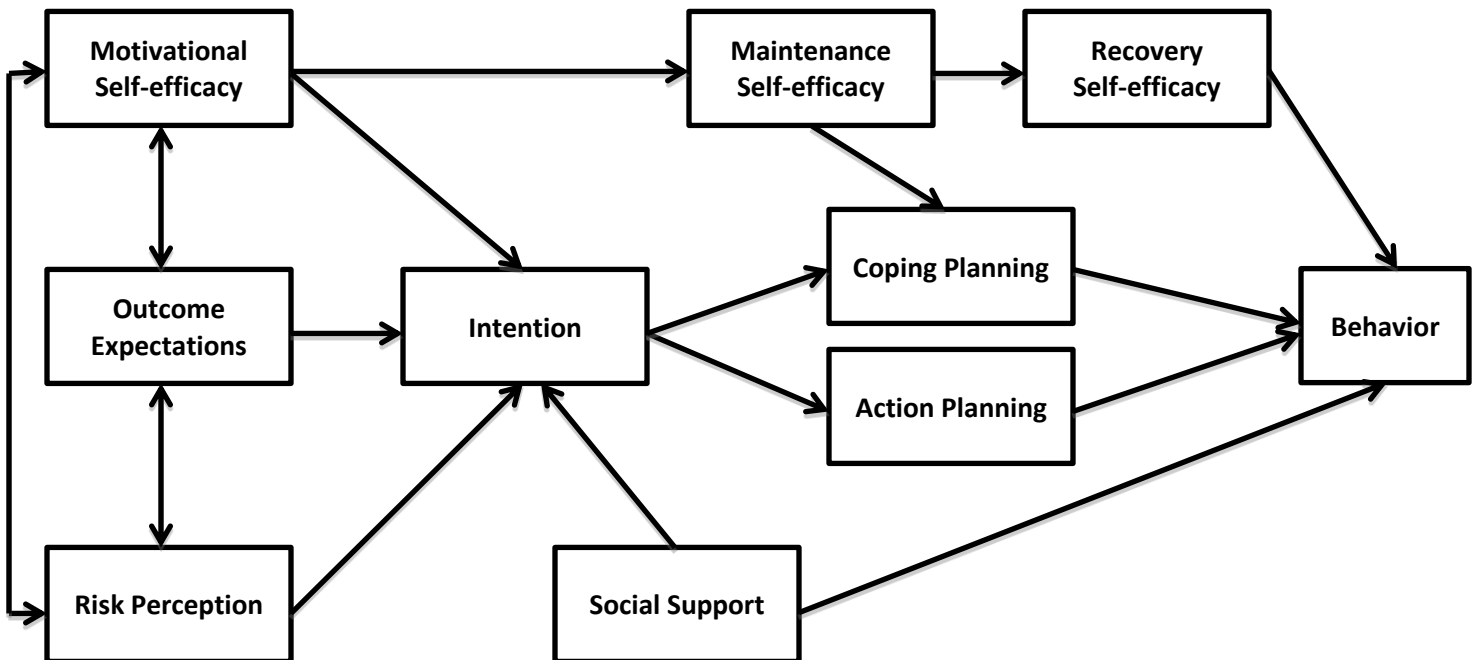 Motivational
Self-efficacy
Maintenance
Self-efficacy
Recovery
Self-efficacy
Coping Planning
Outcome
Expectations
Intention
Behavior
Action Planning
Risk Perception
Social Support